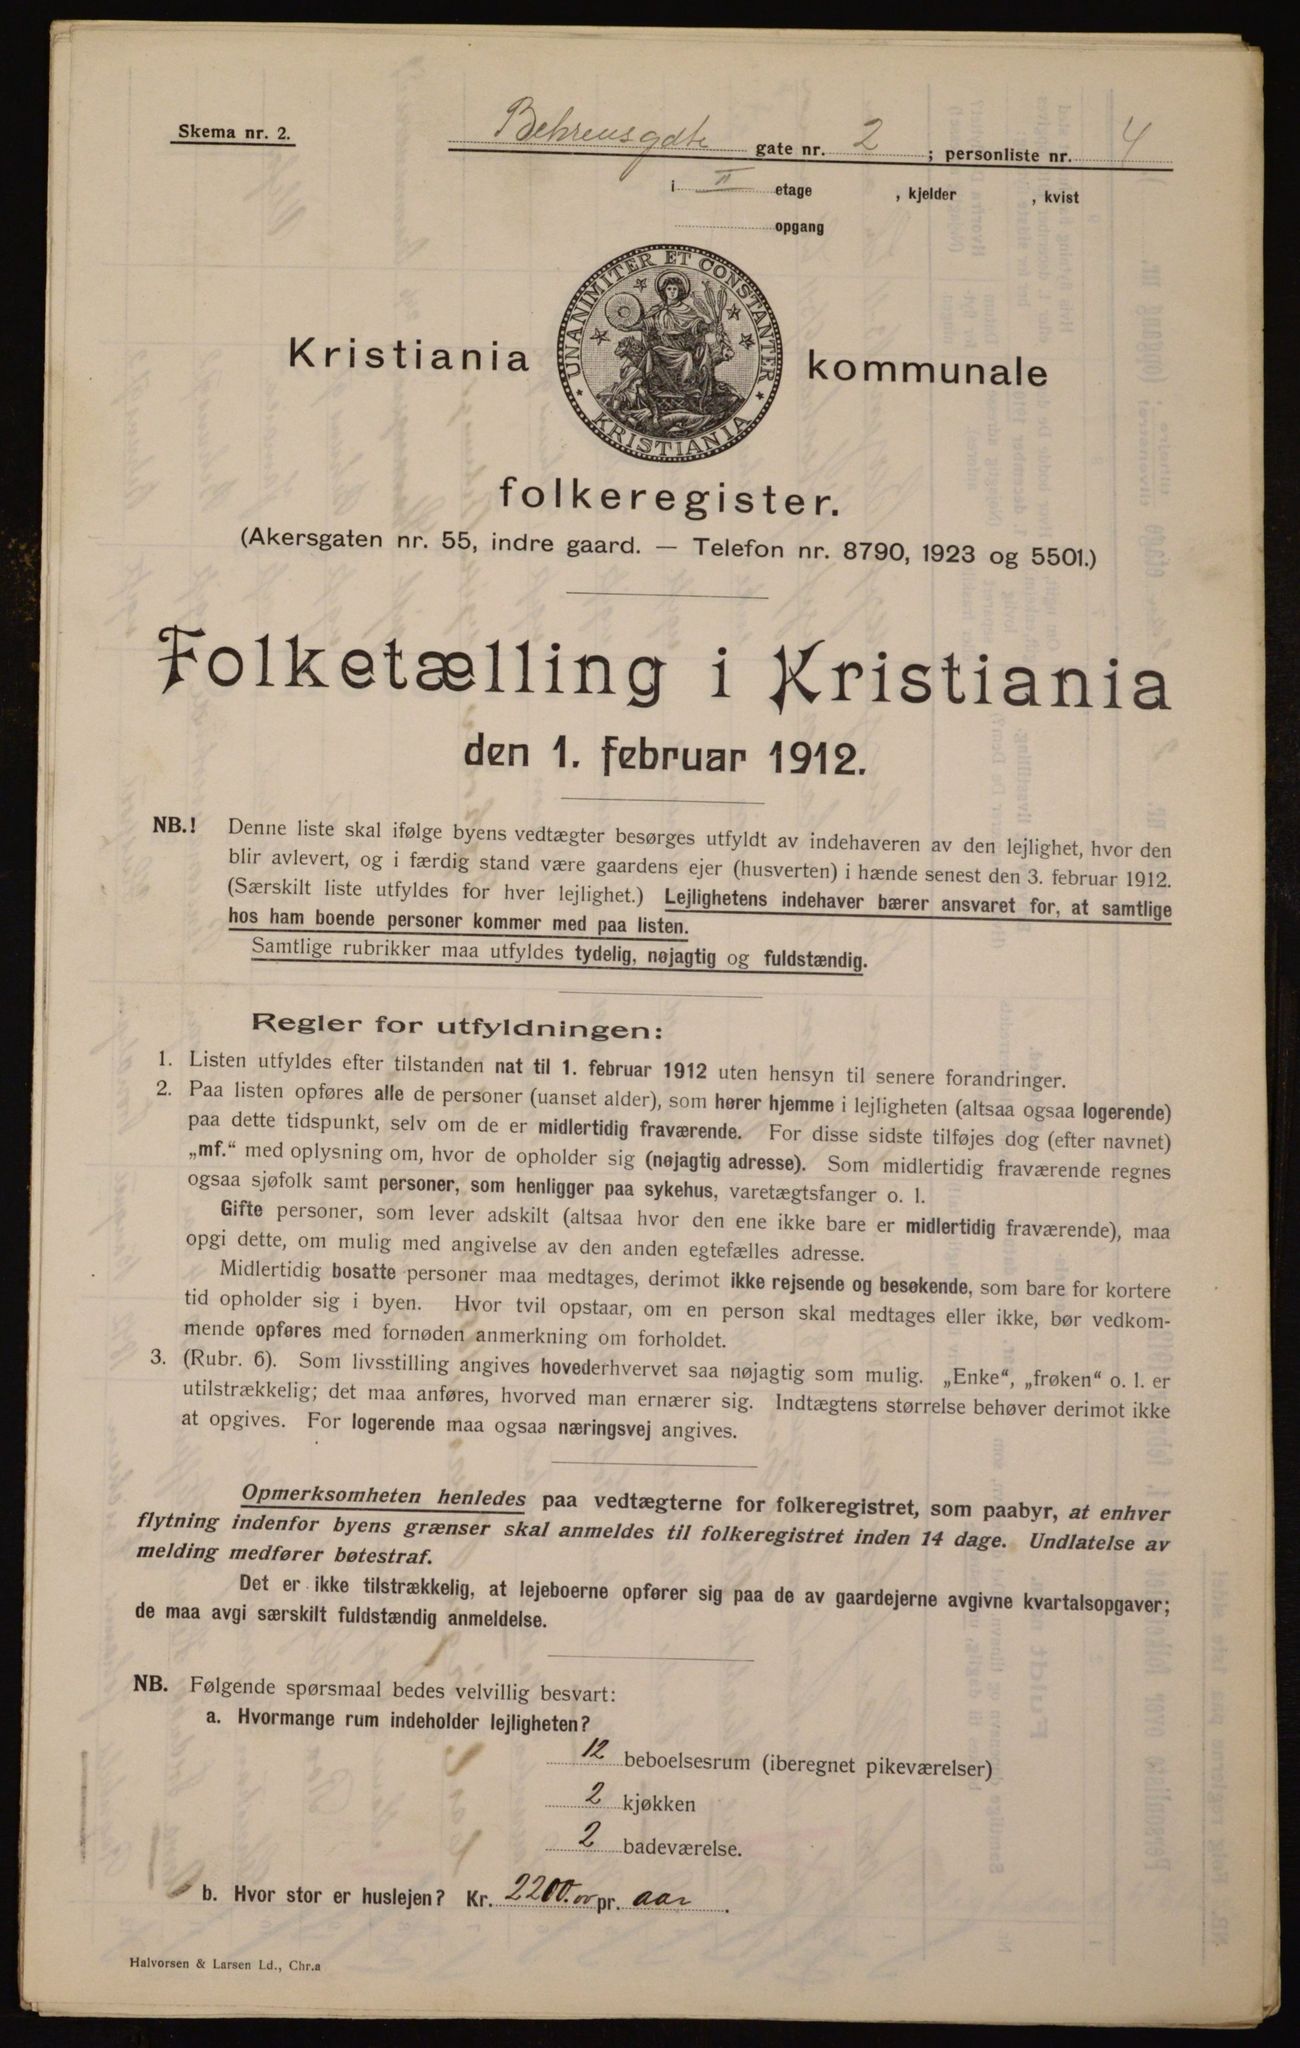 Skema nr. 2.
Behrensgate gate nr. 2 ; personliste nr. 4
i II etage , kjelder , kvist
opgang
UNANIMITER ET CONSTANTER
KRISTIANIA
Kristiania kommunale
folkeregister.
(Akersgaten nr. 55, indre gaard. — Telefon nr. 8790, 1923 og 5501.)
Folketælling i Kristiania
den 1. februar 1912.
NB.! Denne liste skal ifølge byens vedtægter besørges utfyldt av indehaveren av den lejlighet, hvor den
blir avlevert, og i færdig stand være gaardens ejer (husverten) i hænde senest den 3. februar 1912.
(Særskilt liste utfyldes for hver lejlighet.) Lejlighetens indehaver bærer ansvaret for, at samtlige
hos ham boende personer kommer med paa listen.
Samtlige rubrikker maa utfyldes tydelig, nøjagtig og fuldstændig.
Regler for utfyldningen:
1. Listen utfyldes efter tilstanden nat til 1. februar 1912 uten hensyn til senere forandringer.
2. Paa listen opføres alle de personer (uanset alder), som hører hjemme i lejligheten (altsaa ogsaa logerende)
paa dette tidspunkt, selv om de er midlertidig fraværende. For disse sidste tilføjes dog (efter navnet)
„mf.“ med oplysning om, hvor de opholder sig (nøjagtig adresse). Som midlertidig fraværende regnes
ogsaa sjøfolk samt personer, som henligger paa sykehus, varetægtsfanger o. l.
Gifte personer, som lever adskilt (altsaa hvor den ene ikke bare er midlertidig fraværende), maa
opgi dette, om mulig med angivelse av den anden egtefælles adresse.
Midlertidig bosatte personer maa medtages, derimot ikke rejsende og besøkende, som bare for kortere
tid opholder sig i byen. Hvor tvil opstaar, om en person skal medtages eller ikke, bør vedkom-
mende opføres med fornøden anmerkning om forholdet.
3. (Rubr. 6). Som livsstilling angives hovederhvervet saa nøjagtig som mulig. „Enke“, „frøken“ o. l. er
utilstrækkelig; det maa anføres, hvorved man ernærer sig. Indtægtens størrelse behøver derimot ikke
at opgives. For logerende maa ogsaa næringsvej angives.
Opmerksomheten henledes paa vedtægterne for folkeregistret, som paabyr, at enhver
flytning indenfor byens grænser skal anmeldes til folkeregistret inden 14 dage. Undlatelse av
melding medfører bøtestraf.
Det er ikke tilstrækkelig, at lejeboerne opfører sig paa de av gaardejerne avgivne kvartalsopgaver;
de maa avgi særskilt fuldstændig anmeldelse.
NB. Følgende spørsmaal bedes velvillig besvart:
a. Hvormange rum indeholder lejligheten?
12 beboelsesrum (iberegnet pikeværelser)
2 kjøkken
2 badeværelse.
b. Hvor stor er huslejen? Kr. 2200.00 pr. aar.
Halvorsen & Larsen Ld., Chr.a